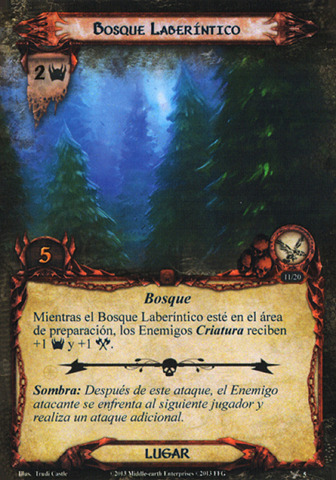 Bosque Laberíntico
2
5
11/20
Bosque
Mientras el Bosque Laberíntico esté en el área
de preparación, los Enemigos Criatura reciben
+1 y +1 .
Sombra: Después de este ataque, el Enemigo
atacante se enfrenta al siguiente jugador y
realiza un ataque adicional.
LUGAR
Illus. Trudi Castle ©2013 Middle-earth Enterprises ©2013 FFG 5